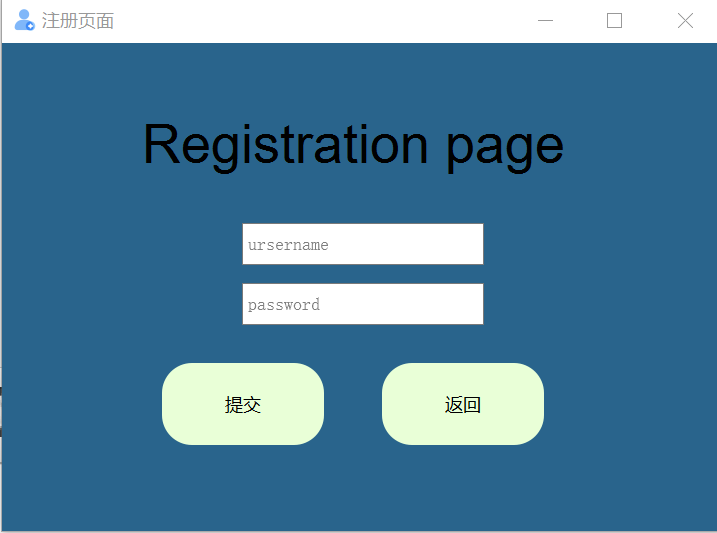 注册页面
Registration page
ursername
password
提交
返回